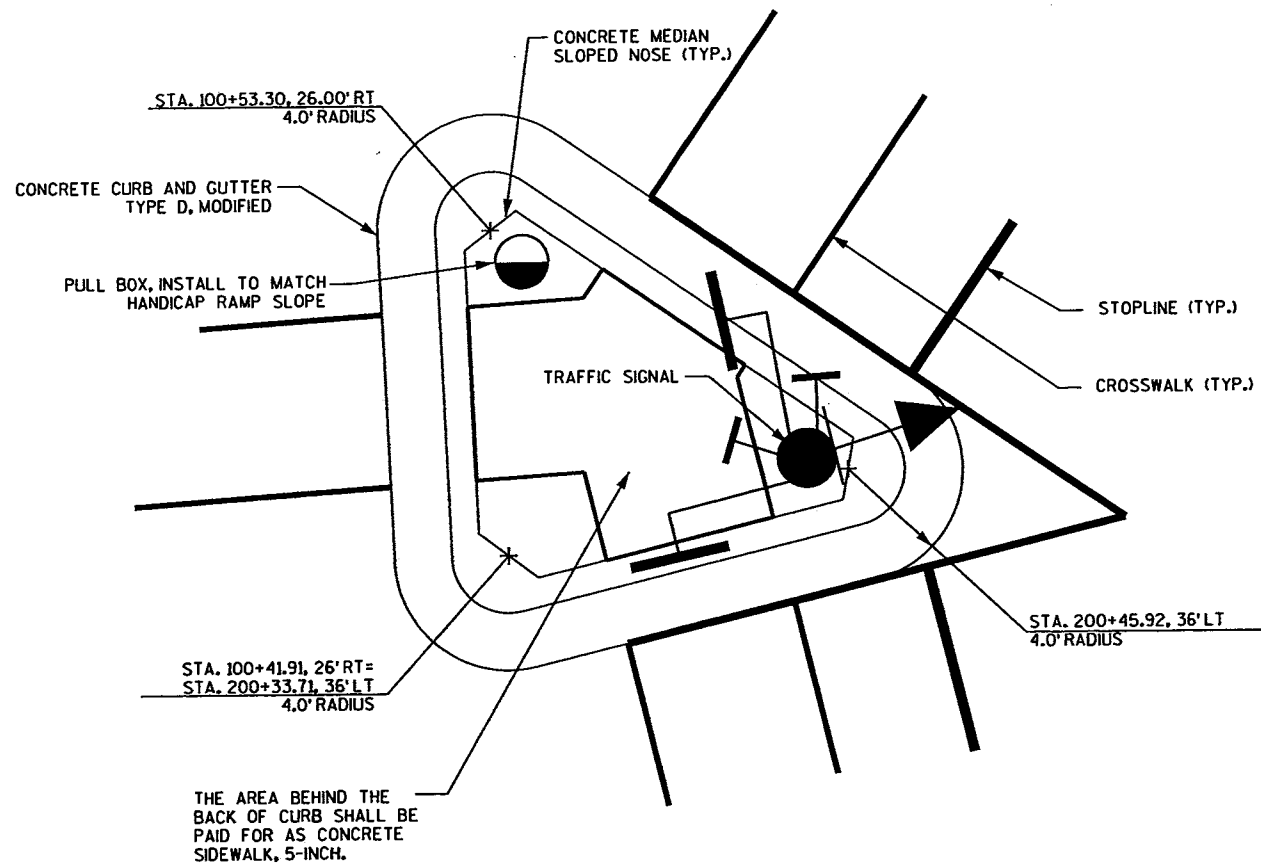 CONCRETE MEDIAN
SLOPED NOSE (TYP.)
STA. 100+53.30, 26.00' RT
4.0' RADIUS
CONCRETE CURB AND GUTTER
TYPE D, MODIFIED
PULL BOX, INSTALL TO MATCH
HANDICAP RAMP SLOPE
STOPLINE (TYP.)
TRAFFIC SIGNAL
CROSSWALK (TYP.)
STA. 200+45.92, 36' LT
4.0' RADIUS
STA. 100+41.91, 26' RT=
STA. 200+33.71, 36' LT
4.0' RADIUS
THE AREA BEHIND THE
BACK OF CURB SHALL BE
PAID FOR AS CONCRETE
SIDEWALK, 5-INCH.